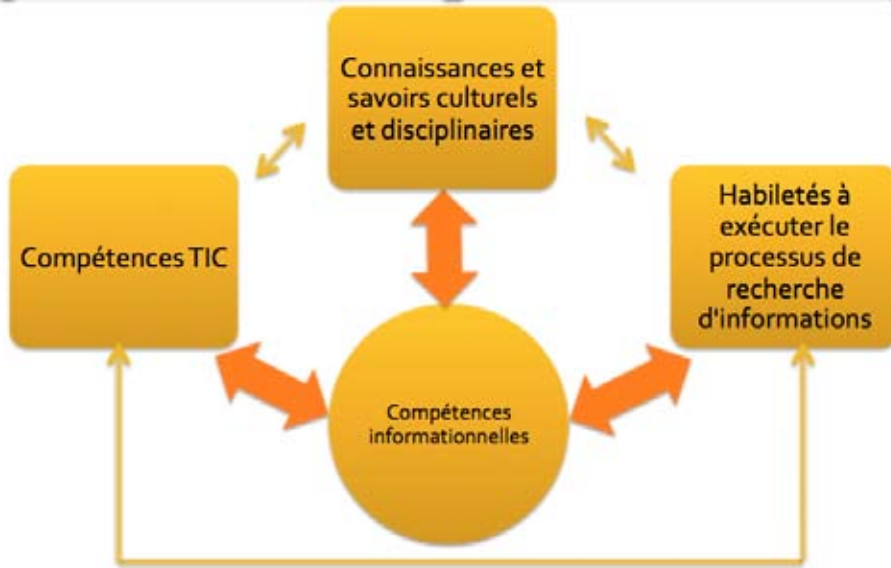 Connaissances et
savoirs culturels
et disciplinaires
Compétences TIC
Habiletés à
exécuter le
processus de
recherche
d'informations
Compétences
informationnelles